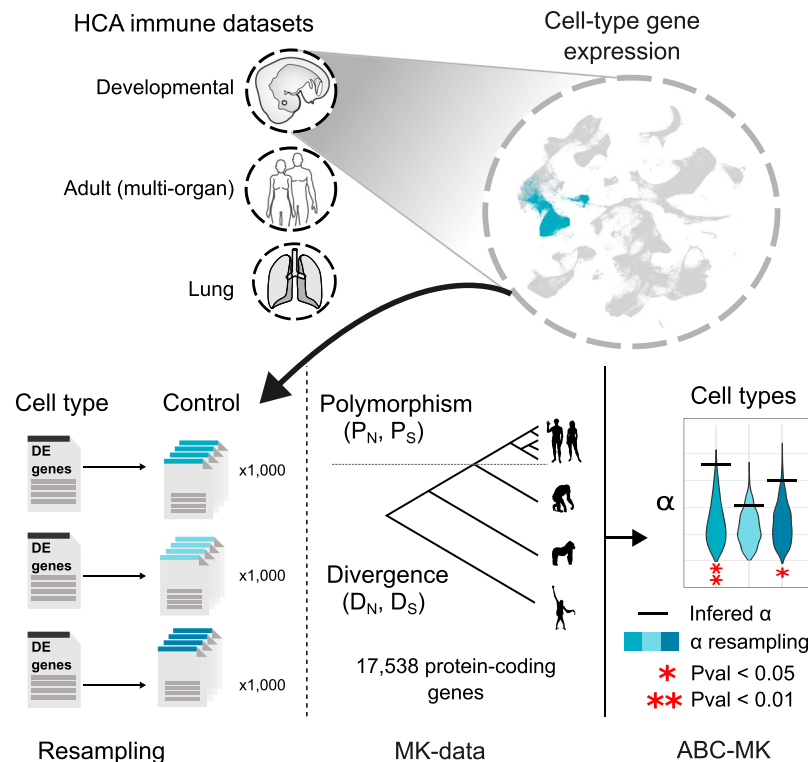 HCA immune datasets
Developmental
Adult (multi-organ)
Lung
Cell-type gene
expression
Cell type
Control
DE
genes
x1,000
DE
genes
x1,000
DE
genes
x1,000
Resampling
Polymorphism
(PN, PS)
Divergence
(DN, DS)
17,538 protein-coding
genes
MK-data
Cell types
α
**
*
Infered α
α resampling
* Pval < 0.05
** Pval < 0.01
ABC-MK